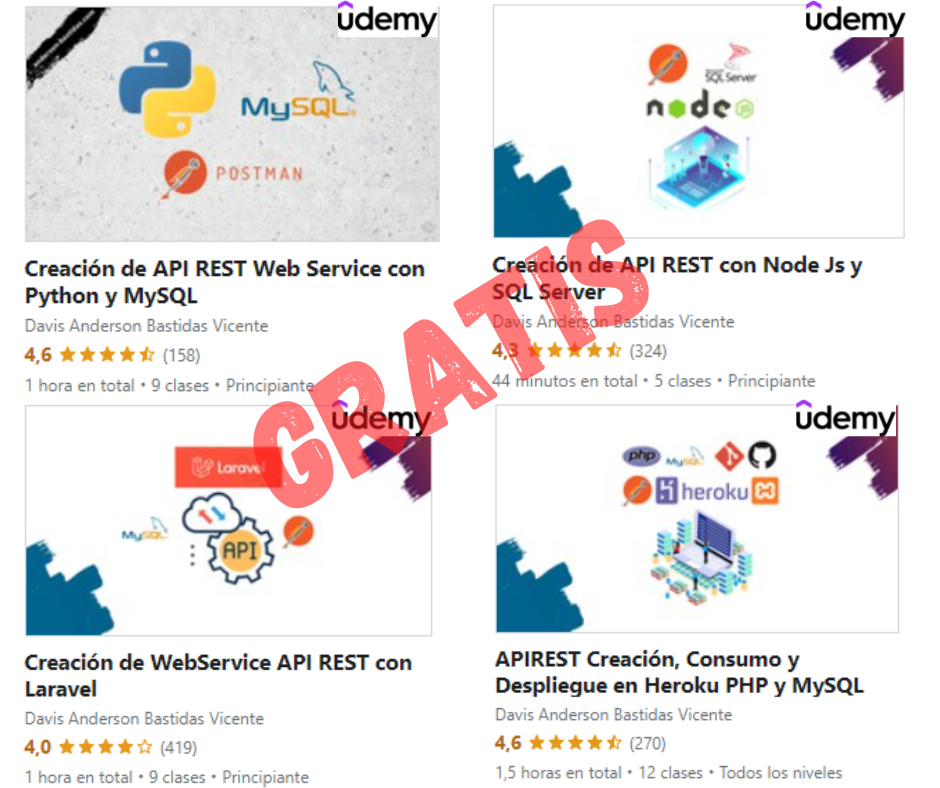 anderson-bastidas.com
udemy
MySQL
POSTMAN
Creación de API REST Web Service con
Python y MySQL
Davis Anderson Bastidas Vicente
4,6 (158)
1 hora en total • 9 clases • Principiante
udemy
SQL Server
node JS
Creación de API REST con Node Js y
SQL Server
Davis Anderson Bastidas Vicente
4,3 (324)
44 minutos en total • 5 clases • Principiante
GRATIS
udemy
Laravel
MySQL
API
Creación de WebService API REST con
Laravel
Davis Anderson Bastidas Vicente
4,0 (419)
1 hora en total • 9 clases • Principiante
udemy
php MySQL
heroku
APIREST Creación, Consumo y
Despliegue en Heroku PHP y MySQL
Davis Anderson Bastidas Vicente
4,6 (270)
1,5 horas en total • 12 clases • Todos los niveles